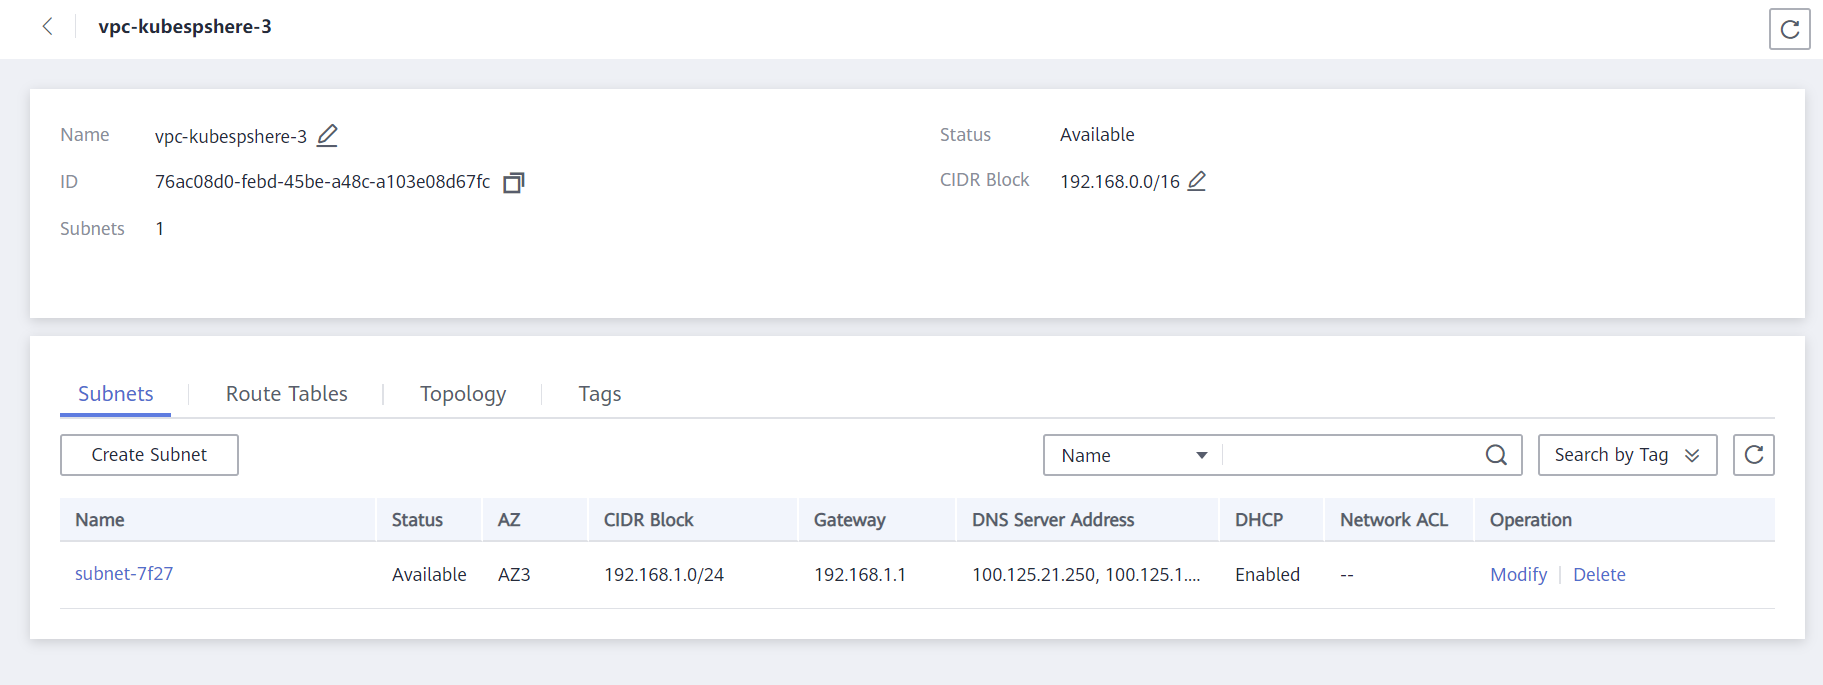 vpc-kubespshere-3
Name vpc-kubespshere-3 Status Available
ID 76ac08d0-febd-45be-a48c-a103e08d67fc CIDR Block 192.168.0.0/16
Subnets 1
Subnets Route Tables Topology Tags
Create Subnet Name Search by Tag
Name Status AZ CIDR Block Gateway DNS Server Address DHCP Network ACL Operation
subnet-7f27 Available AZ3 192.168.1.0/24 192.168.1.1 100.125.21.250, 100.125.1.... Enabled -- Modify Delete